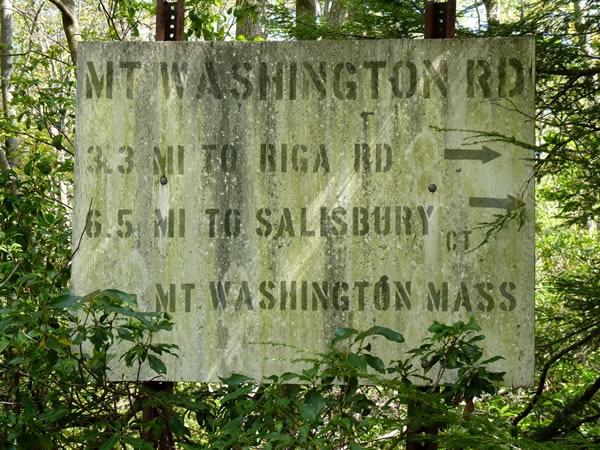 MT WASHINGTON RD
3.3 MI TO RIGA RD
6.5 MI TO SALISBURY CT
MT WASHINGTON MASS